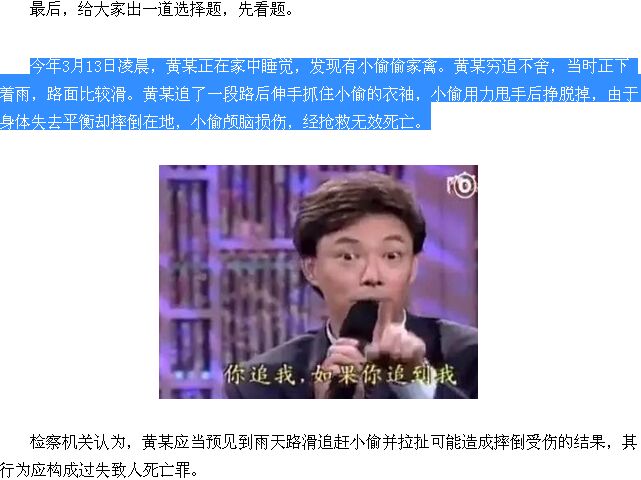 最后，给大家出一道选择题，先看题。
今年3月13日凌晨，黄某正在家中睡觉，发现有小偷偷家禽。黄某穷追不舍，当时正下
着雨，路面比较滑。黄某追了一段路后伸手抓住小偷的衣袖，小偷用力甩手后挣脱掉，由于
身体失去平衡却摔倒在地，小偷颅脑损伤，经抢救无效死亡。
你追我，如果你追到我
检察机关认为，黄某应当预见到雨天路滑追赶小偷并拉扯可能造成摔倒受伤的结果，其
行为应构成过失致人死亡罪。